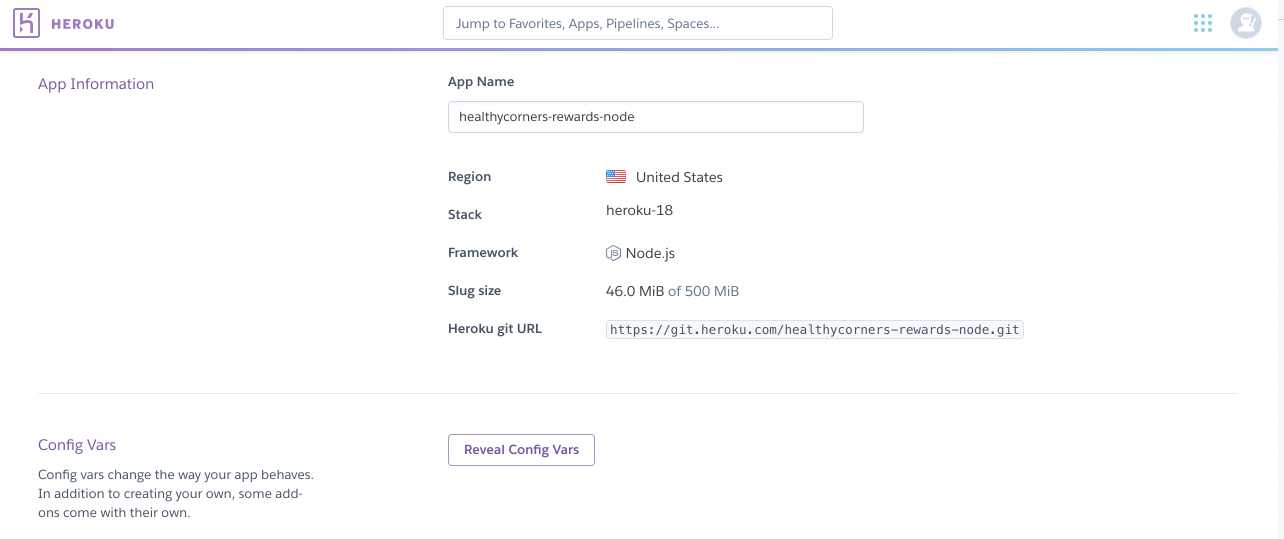 HEROKU
Jump to Favorites, Apps, Pipelines, Spaces...
App Information
App Name
healthycorners-rewards-node
Region
United States
Stack
heroku-18
Framework
Node.js
Slug size
46.0 MiB of 500 MiB
Heroku git URL
https://git.heroku.com/healthycorners-rewards-node.git
Config Vars
Reveal Config Vars
Config vars change the way your app behaves.
In addition to creating your own, some add-
ons come with their own.